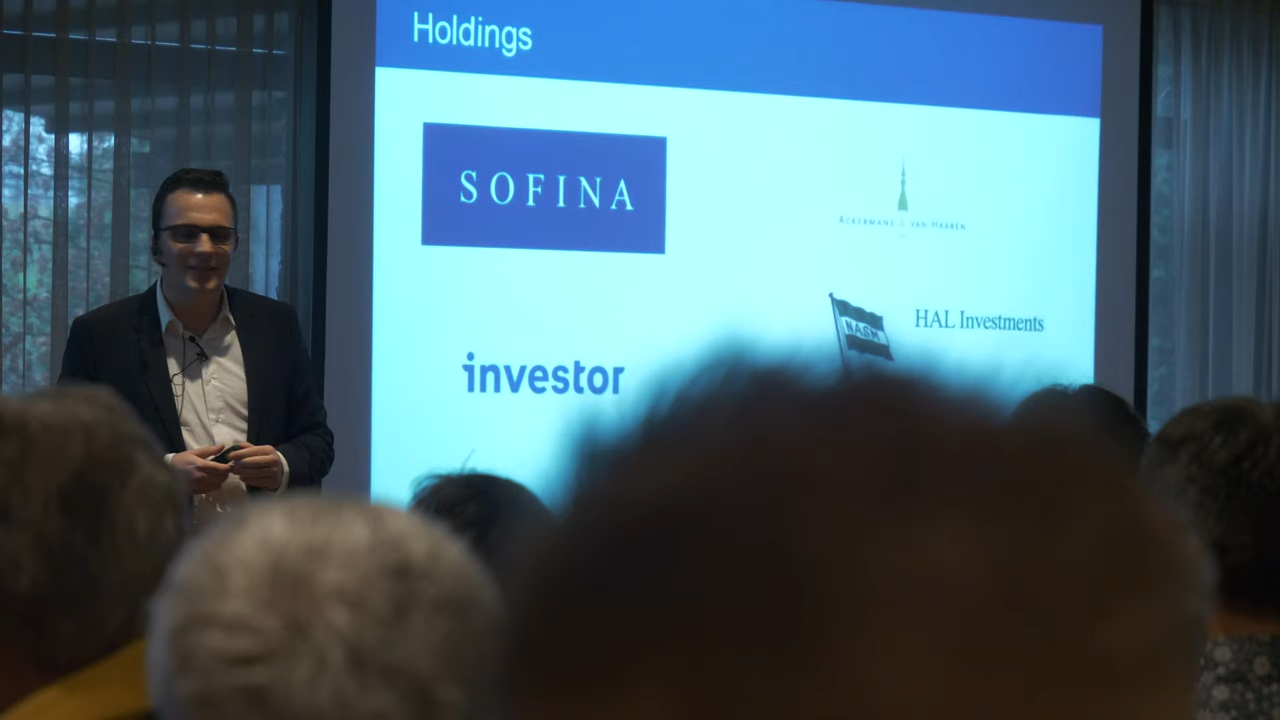 Holdings
SOFINA
ACKERMANS & VAN HAAREN
NASM
HAL Investments
investor